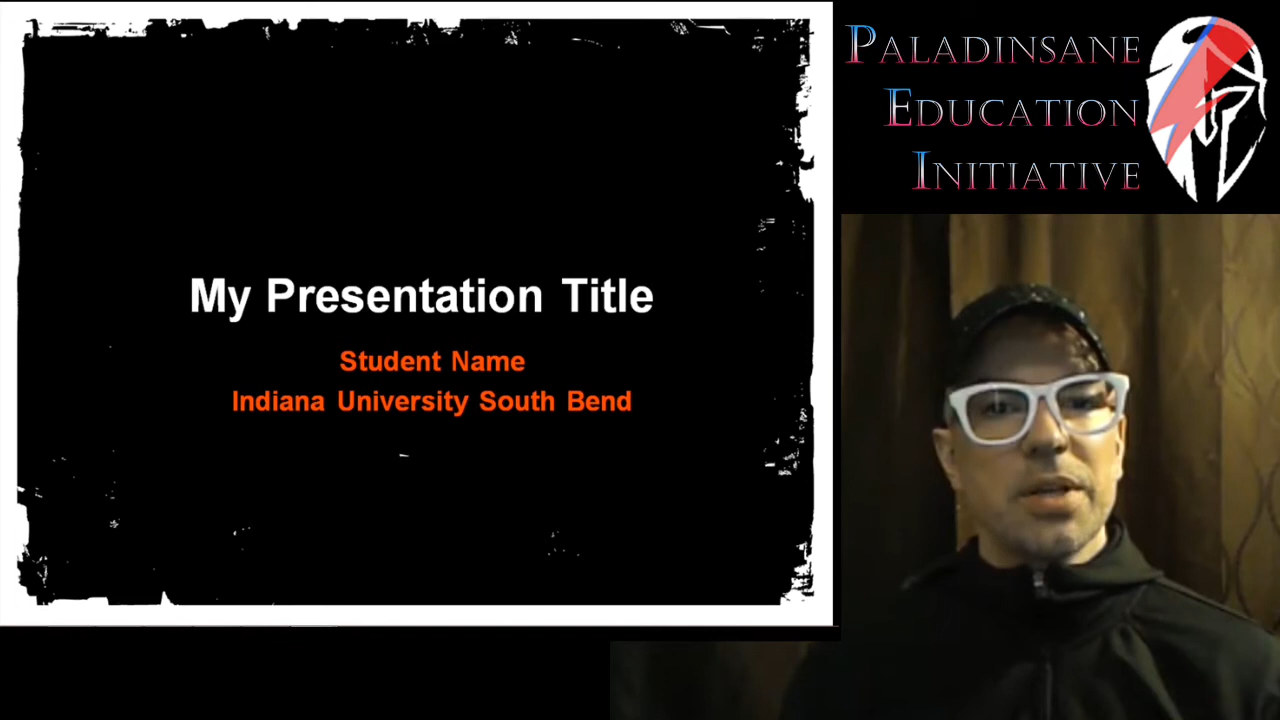 My Presentation Title
Student Name
Indiana University South Bend
PALADINSANE
EDUCATION
INITIATIVE